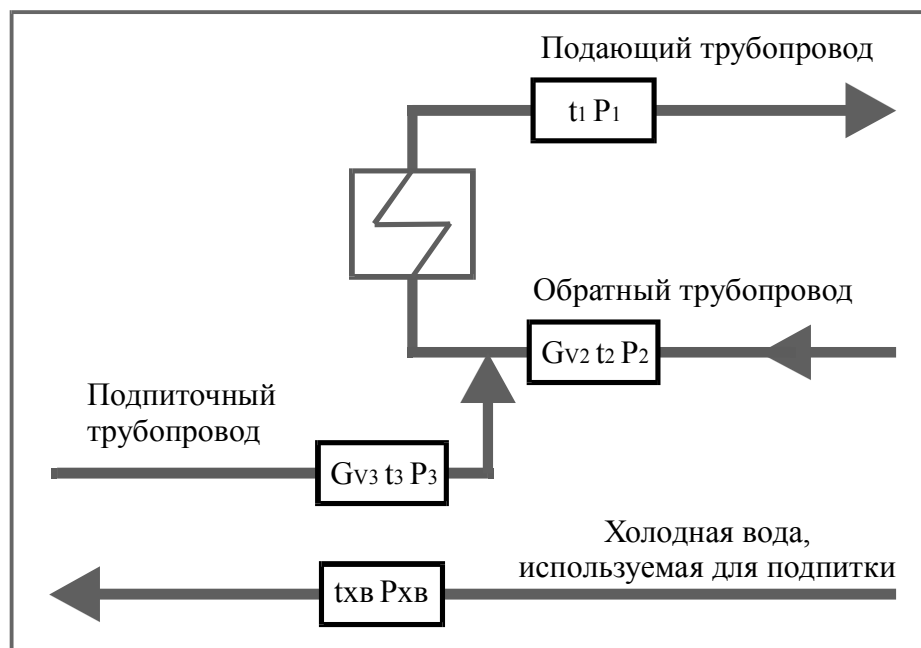 Подающий трубопровод
t1 P1
Обратный трубопровод
GV2 t2 P2
Подпиточный
трубопровод
GV3 t3 P3
Холодная вода,
используемая для подпитки
tхв Pхв